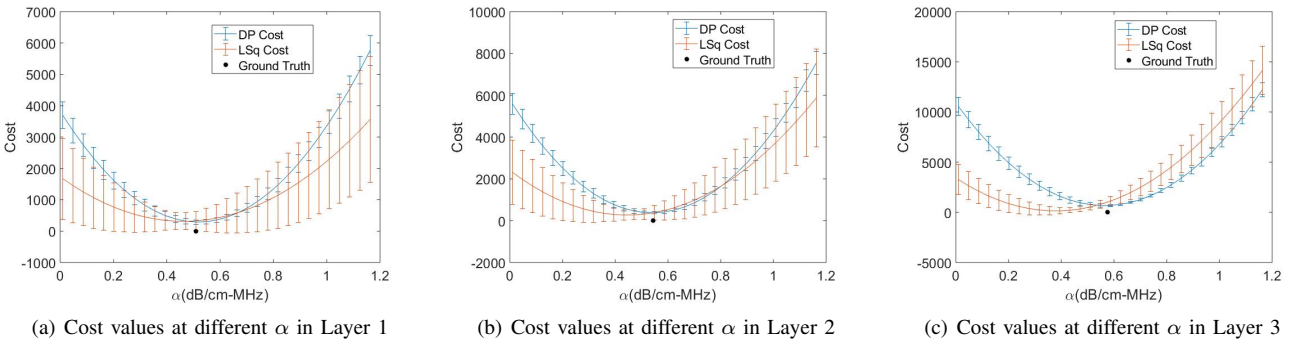 7000
6000
5000
4000
3000
2000
1000
0
-1000
Cost
0 0.2 0.4 0.6 0.8 1 1.2
α(dB/cm-MHz)
DP Cost
LSq Cost
Ground Truth
(a) Cost values at different α in Layer 1
10000
8000
6000
4000
2000
0
-2000
Cost
0 0.2 0.4 0.6 0.8 1 1.2
α(dB/cm-MHz)
DP Cost
LSq Cost
Ground Truth
(b) Cost values at different α in Layer 2
20000
15000
10000
5000
0
-5000
Cost
0 0.2 0.4 0.6 0.8 1 1.2
α(dB/cm-MHz)
DP Cost
LSq Cost
Ground Truth
(c) Cost values at different α in Layer 3